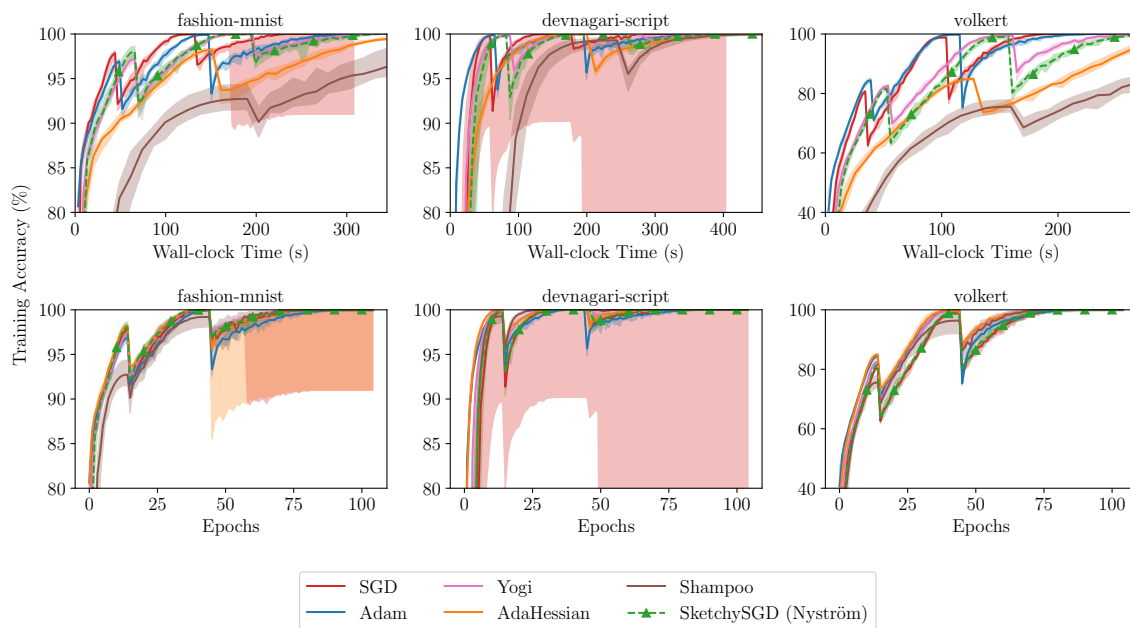 fashion-mnist devnagari-script volkert
100 100 100
95 95 80
90 90
85 85 60
80 80 40
0 100 200 300 0 100 200 300 400 0 100 200
Wall-clock Time (s) Wall-clock Time (s) Wall-clock Time (s)
Training Accuracy (%)
fashion-mnist devnagari-script volkert
100 100 100
95 95 80
90 90
85 85 60
80 80 40
0 25 50 75 100 0 25 50 75 100 0 25 50 75 100
Epochs Epochs Epochs
SGD Yogi Shampoo
Adam AdaHessian SketchySGD (Nyström)